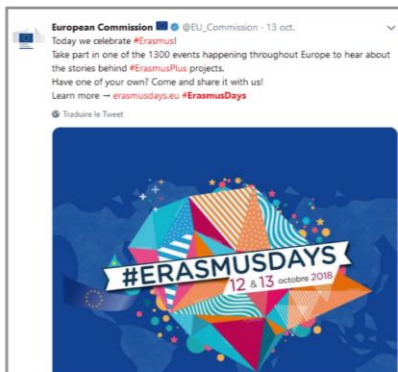 European Commission @EU_Commission · 13 oct.
Today we celebrate #Erasmus!
Take part in one of the 1300 events happening throughout Europe to hear about
the stories behind #ErasmusPlus projects.
Have one of your own? Come and share it with us!
Learn more → erasmusdays.eu #ErasmusDays
Traduire le Tweet
#ERASMUSDAYS
12 & 13 octobre 2018